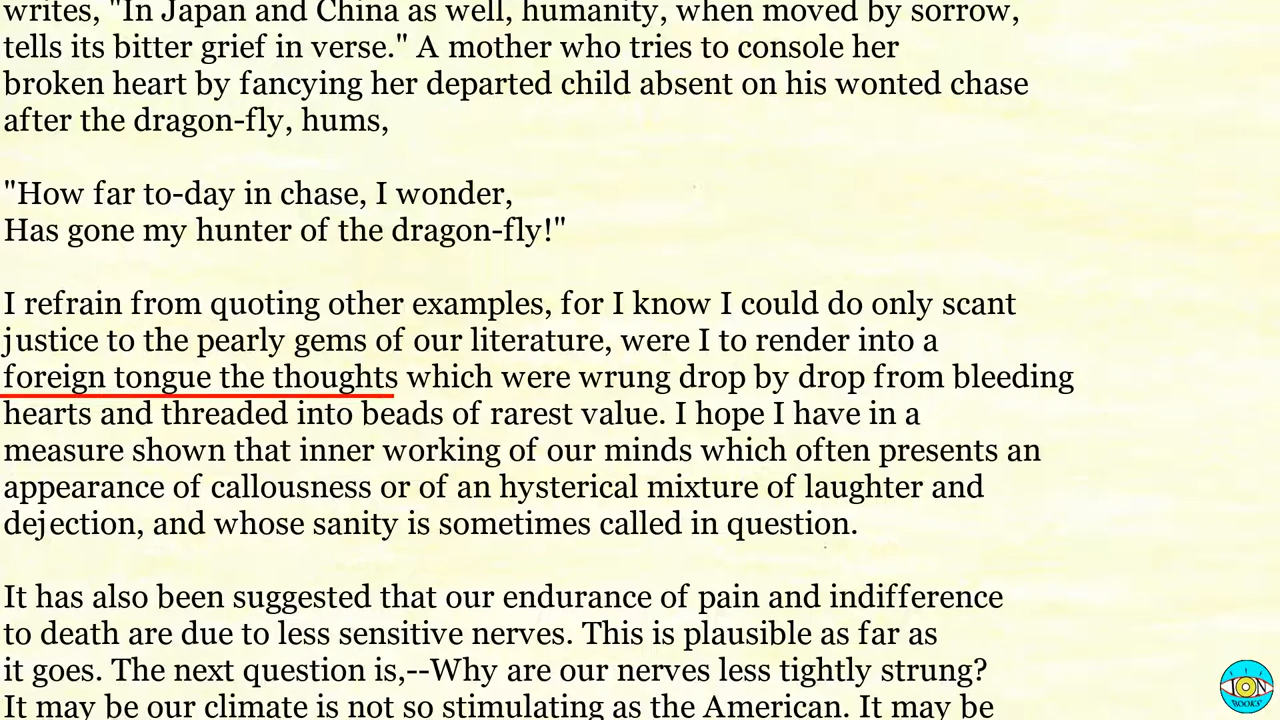 writes, "In Japan and China as well, humanity, when moved by sorrow,
tells its bitter grief in verse." A mother who tries to console her
broken heart by fancying her departed child absent on his wonted chase
after the dragon-fly, hums,
"How far to-day in chase, I wonder,
Has gone my hunter of the dragon-fly!"
I refrain from quoting other examples, for I know I could do only scant
justice to the pearly gems of our literature, were I to render into a
foreign tongue the thoughts which were wrung drop by drop from bleeding
hearts and threaded into beads of rarest value. I hope I have in a
measure shown that inner working of our minds which often presents an
appearance of callousness or of an hysterical mixture of laughter and
dejection, and whose sanity is sometimes called in question.
It has also been suggested that our endurance of pain and indifference
to death are due to less sensitive nerves. This is plausible as far as
it goes. The next question is,--Why are our nerves less tightly strung?
It may be our climate is not so stimulating as the American. It may be
ION
BOOKS